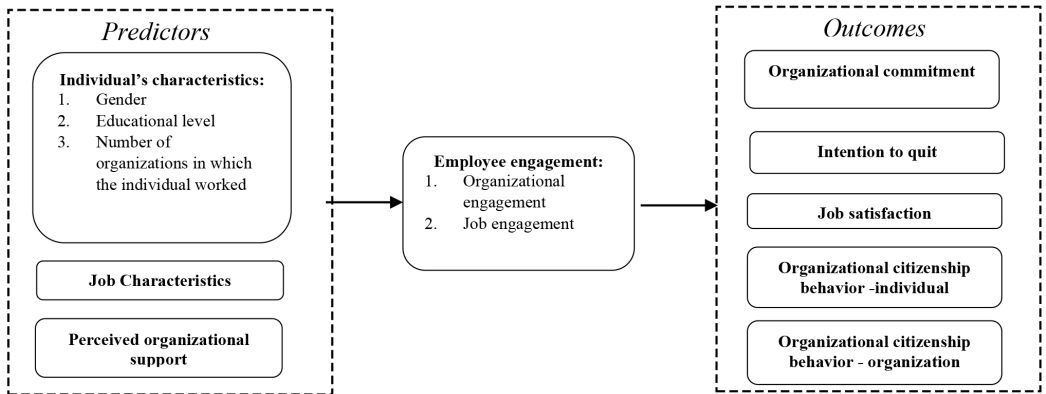 Predictors
Individual's characteristics:
1. Gender
2. Educational level
3. Number of
organizations in which
the individual worked
Job Characteristics
Perceived organizational
support
Employee engagement:
1. Organizational
engagement
2. Job engagement
Outcomes
Organizational commitment
Intention to quit
Job satisfaction
Organizational citizenship
behavior -individual
Organizational citizenship
behavior - organization